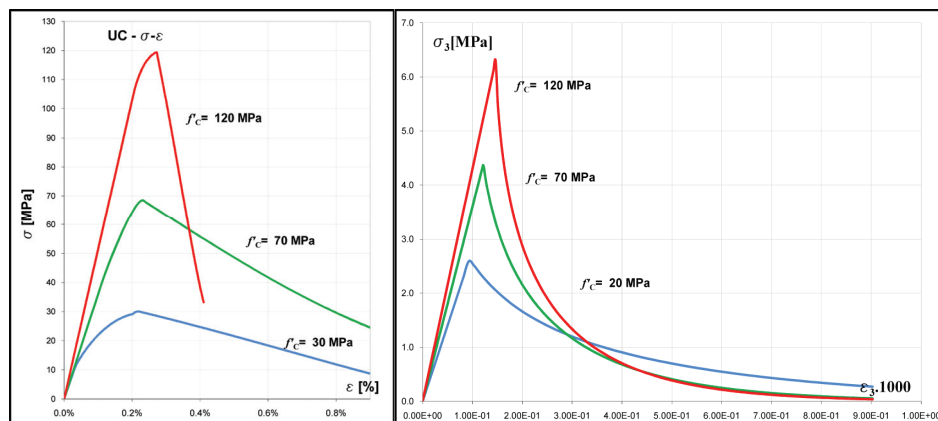 UC - σ-ε
130
120
110
100
90
80
70
60
50
40
30
20
10
0
σ [MPa]
f'C= 120 MPa
f'C= 70 MPa
f'C= 30 MPa
ε [%]
0.0%
0.2%
0.4%
0.6%
0.8%
σ3[MPa]
7.0
6.0
5.0
4.0
3.0
2.0
1.0
0.0
f'C= 120 MPa
f'C= 70 MPa
f'C= 20 MPa
ε3.1000
0.00E+00
1.00E-01
2.00E-01
3.00E-01
4.00E-01
5.00E-01
6.00E-01
7.00E-01
8.00E-01
9.00E-01
1.00E+00